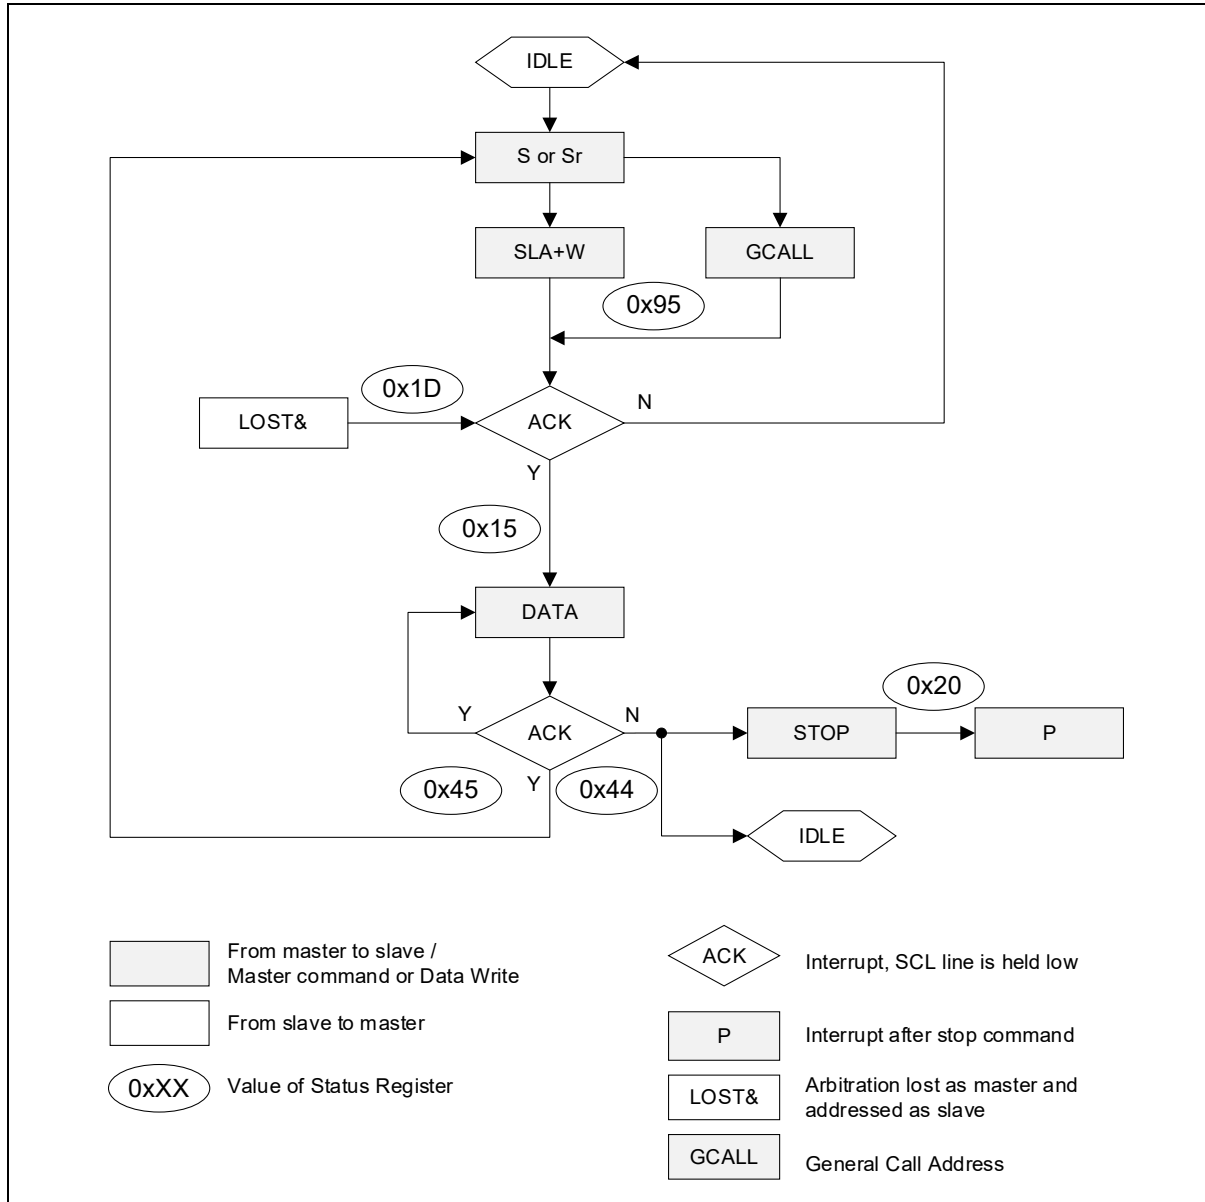 IDLE
S or Sr
SLA+W
GCALL
0x95
0x1D
LOST&
ACK
N
Y
0x15
DATA
0x20
Y
ACK
N
STOP
P
0x45
Y
0x44
IDLE
From master to slave /
Master command or Data Write
From slave to master
0xXX
Value of Status Register
ACK
Interrupt, SCL line is held low
P
Interrupt after stop command
LOST&
Arbitration lost as master and
addressed as slave
GCALL
General Call Address